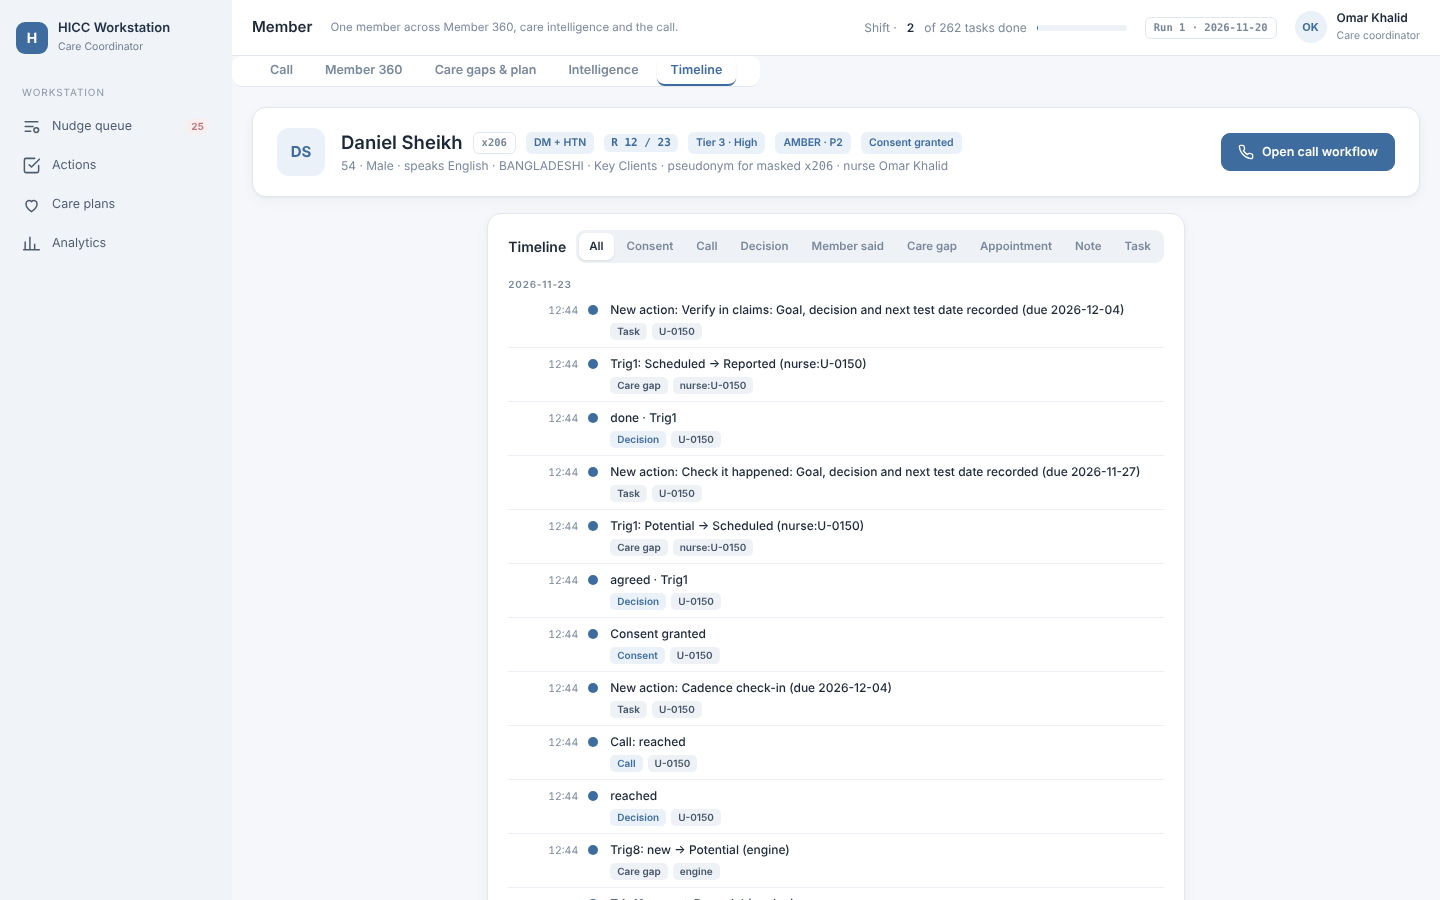 H
HICC Workstation
Care Coordinator
WORKSTATION
Nudge queue 25
Actions
Care plans
Analytics
Member One member across Member 360, care intelligence and the call.
Shift · 2 of 262 tasks done
Run 1 · 2026-11-20
OK
Omar Khalid
Care coordinator
Call Member 360 Care gaps & plan Intelligence Timeline
DS
Daniel Sheikh x206 DM + HTN R 12 / 23 Tier 3 · High AMBER · P2 Consent granted
54 · Male · speaks English · BANGLADESHI · Key Clients · pseudonym for masked x206 · nurse Omar Khalid
Open call workflow
Timeline All Consent Call Decision Member said Care gap Appointment Note Task
2026-11-23
12:44 New action: Verify in claims: Goal, decision and next test date recorded (due 2026-12-04)
Task U-0150
12:44 Trig1: Scheduled → Reported (nurse:U-0150)
Care gap nurse:U-0150
12:44 done · Trig1
Decision U-0150
12:44 New action: Check it happened: Goal, decision and next test date recorded (due 2026-11-27)
Task U-0150
12:44 Trig1: Potential → Scheduled (nurse:U-0150)
Care gap nurse:U-0150
12:44 agreed · Trig1
Decision U-0150
12:44 Consent granted
Consent U-0150
12:44 New action: Cadence check-in (due 2026-12-04)
Task U-0150
12:44 Call: reached
Call U-0150
12:44 reached
Decision U-0150
12:44 Trig8: new → Potential (engine)
Care gap engine